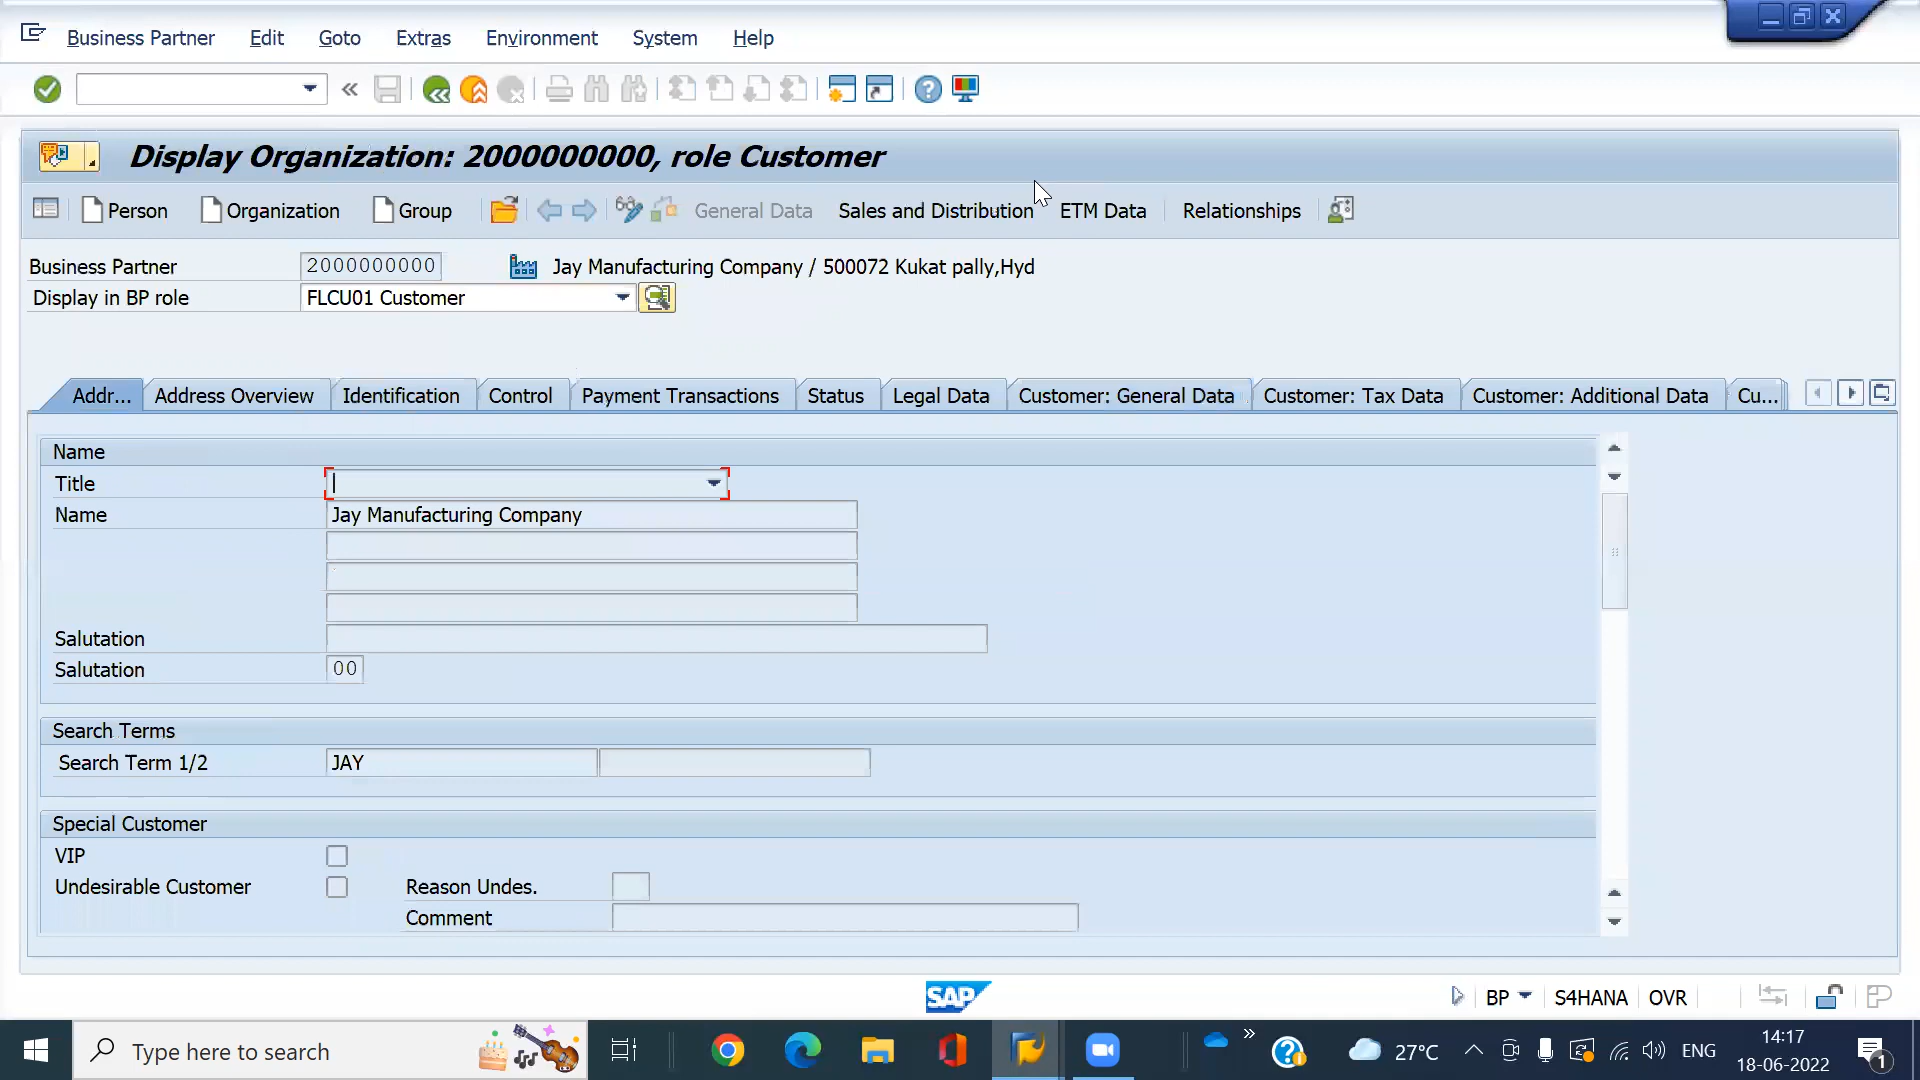 Business Partner Edit Goto Extras Environment System Help
Display Organization: 2000000000, role Customer
Person Organization Group General Data Sales and Distribution ETM Data Relationships
Business Partner 2000000000 Jay Manufacturing Company / 500072 Kukat pally,Hyd
Display in BP role FLCU01 Customer
Addr... Address Overview Identification Control Payment Transactions Status Legal Data Customer: General Data Customer: Tax Data Customer: Additional Data Cu...
Name
Title
Name Jay Manufacturing Company
Salutation
Salutation 00
Search Terms
Search Term 1/2 JAY
Special Customer
VIP
Undesirable Customer Reason Undes.
Comment
SAP BP S4HANA OVR
Type here to search 27°C ENG 14:17
18-06-2022 1